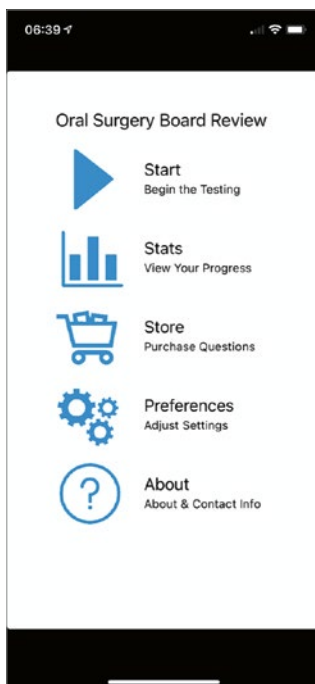 06:39
Oral Surgery Board Review
Start
Begin the Testing
Stats
View Your Progress
Store
Purchase Questions
Preferences
Adjust Settings
?
About
About & Contact Info